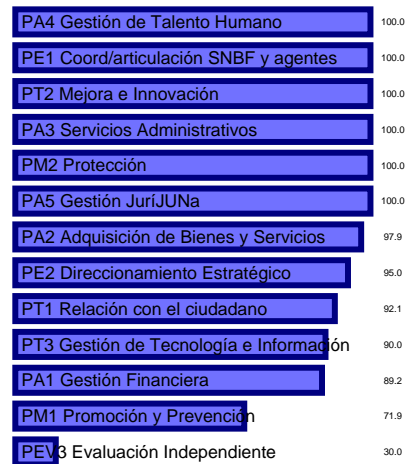 PA4 Gestión de Talento Humano 100.0
PE1 Coord/articulación SNBF y agentes 100.0
PT2 Mejora e Innovación 100.0
PA3 Servicios Administrativos 100.0
PM2 Protección 100.0
PA5 Gestión JuríJUNa 100.0
PA2 Adquisición de Bienes y Servicios 97.9
PE2 Direccionamiento Estratégico 95.0
PT1 Relación con el ciudadano 92.1
PT3 Gestión de Tecnología e Información 90.0
PA1 Gestión Financiera 89.2
PM1 Promoción y Prevención 71.9
PEV3 Evaluación Independiente 30.0